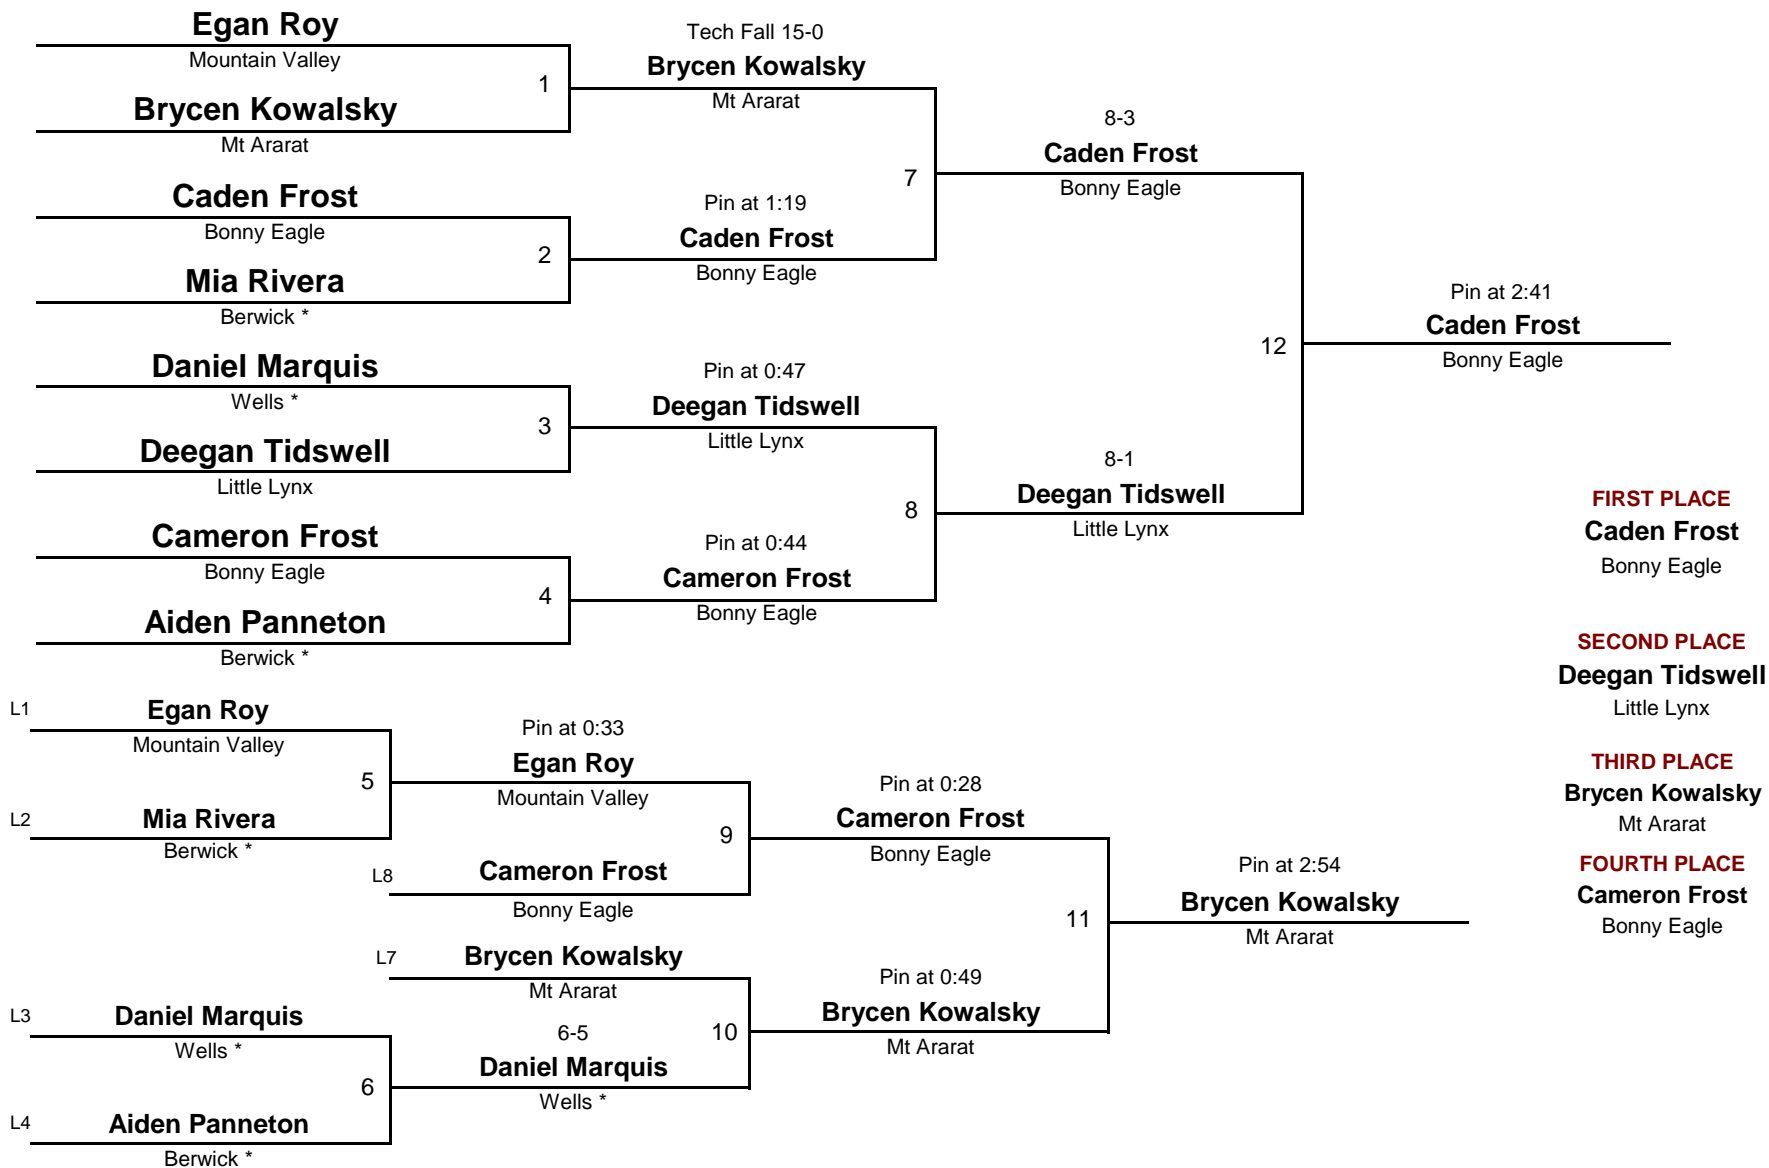 Egan Roy
Mountain Valley
1
Brycen Kowalsky
Mt Ararat
Caden Frost
Bonny Eagle
2
Mia Rivera
Berwick *
Daniel Marquis
Wells *
3
Deegan Tidswell
Little Lynx
Cameron Frost
Bonny Eagle
4
Aiden Panneton
Berwick *
Tech Fall 15-0
Brycen Kowalsky
Mt Ararat
7
Pin at 1:19
Caden Frost
Bonny Eagle
Pin at 0:47
Deegan Tidswell
Little Lynx
8
Pin at 0:44
Cameron Frost
Bonny Eagle
8-3
Caden Frost
Bonny Eagle
12
8-1
Deegan Tidswell
Little Lynx
Pin at 2:41
Caden Frost
Bonny Eagle
FIRST PLACE
Caden Frost
Bonny Eagle
SECOND PLACE
Deegan Tidswell
Little Lynx
THIRD PLACE
Brycen Kowalsky
Mt Ararat
FOURTH PLACE
Cameron Frost
Bonny Eagle
L1 Egan Roy
Mountain Valley
5
L2 Mia Rivera
Berwick *
Pin at 0:33
Egan Roy
Mountain Valley
9
L8 Cameron Frost
Bonny Eagle
L7 Brycen Kowalsky
Mt Ararat
10
6-5
Daniel Marquis
Wells *
L3 Daniel Marquis
Wells *
6
L4 Aiden Panneton
Berwick *
Pin at 0:28
Cameron Frost
Bonny Eagle
11
Pin at 0:49
Brycen Kowalsky
Mt Ararat
Pin at 2:54
Brycen Kowalsky
Mt Ararat